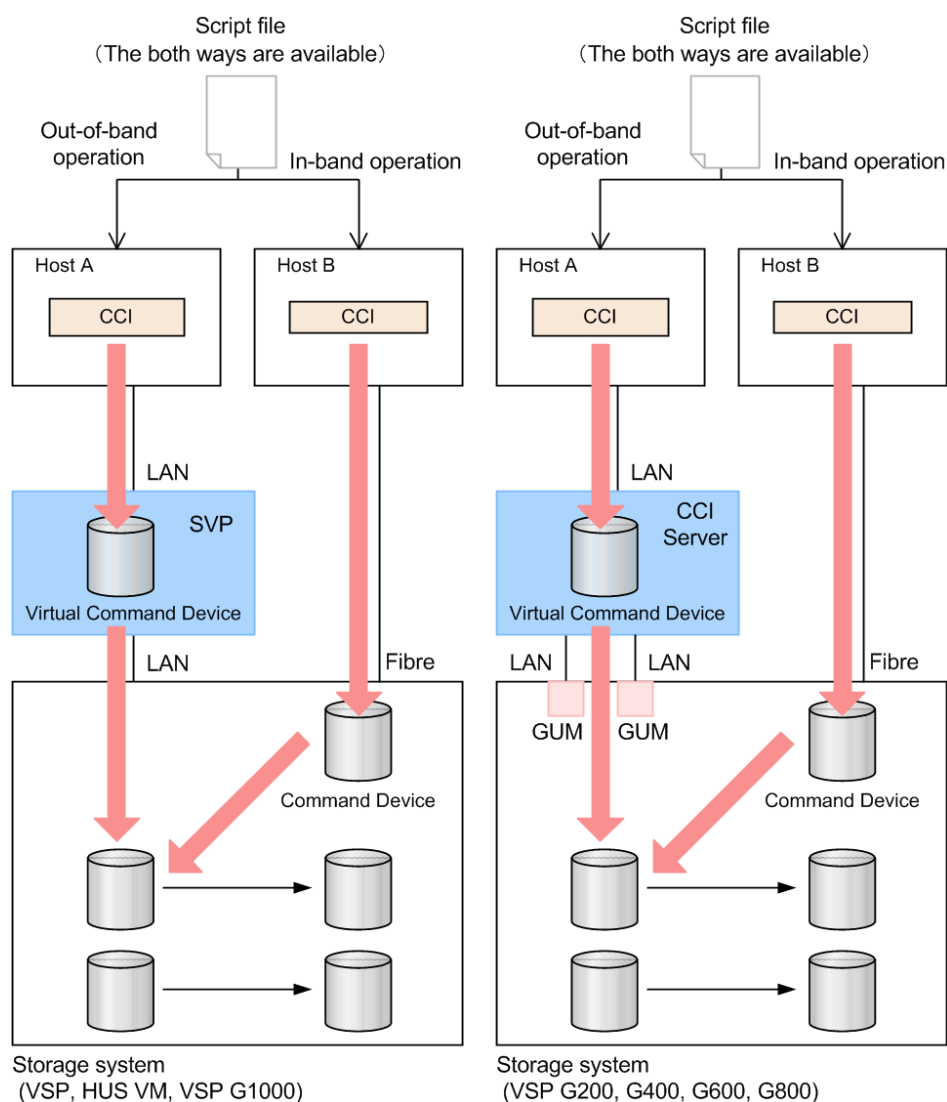 Script file
(The both ways are available)
Out-of-band
operation
In-band operation
Host A
CCI
Host B
CCI
LAN
SVP
Virtual Command Device
LAN
Fibre
Command Device
Storage system
(VSP, HUS VM, VSP G1000)
Script file
(The both ways are available)
Out-of-band
operation
In-band operation
Host A
CCI
Host B
CCI
LAN
CCI
Server
Virtual Command Device
LAN
LAN
Fibre
GUM
GUM
Command Device
Storage system
(VSP G200, G400, G600, G800)